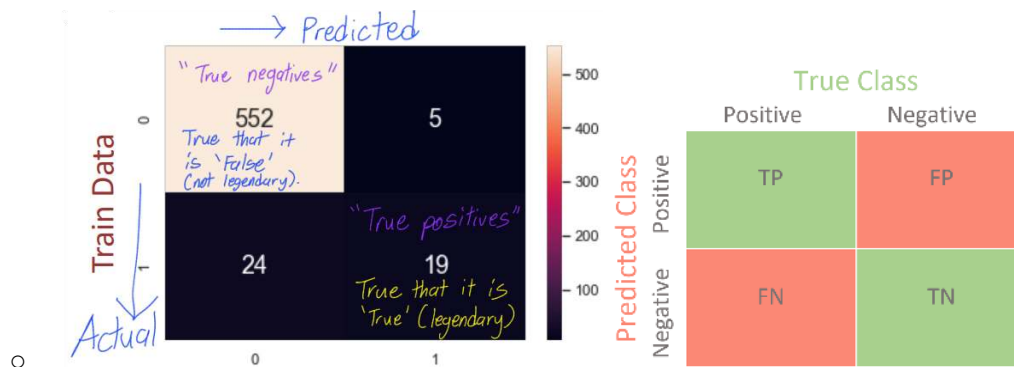 → Predicted
"True negatives"
552
True that it
is 'False'
(not legendary).
5
24
"True positives"
19
True that it is
'True' (legendary)
0
1
Train Data
Actual
0
1
500
400
300
200
100
True Class
Positive
Negative
Predicted Class
Positive
Negative
TP
FP
FN
TN